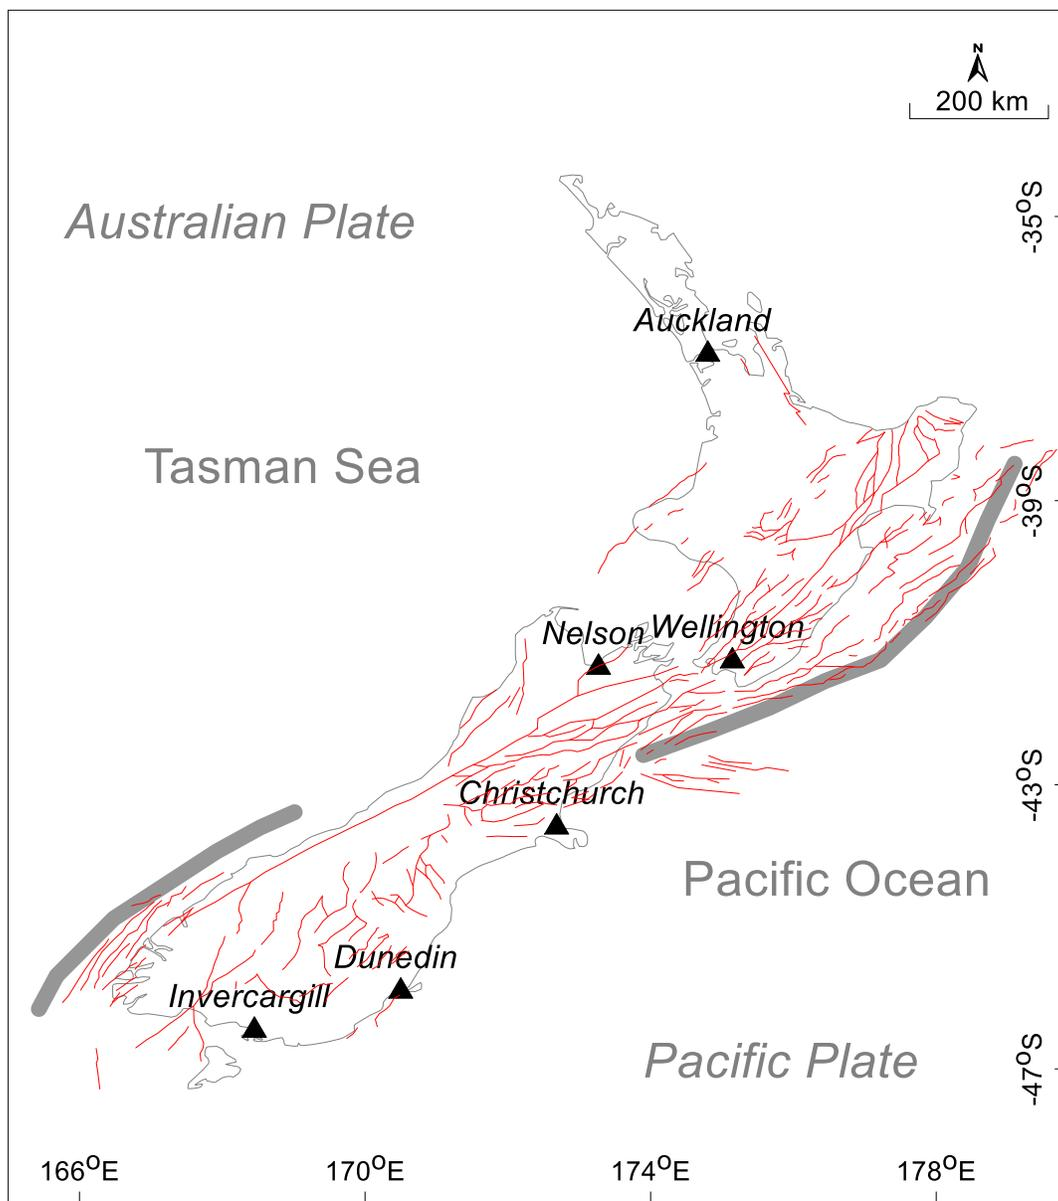 N
200 km
-35°S
Australian Plate
Auckland
Tasman Sea
-39°S
Nelson
Wellington
-43°S
Christchurch
Pacific Ocean
Dunedin
Invercargill
Pacific Plate
-47°S
166°E
170°E
174°E
178°E